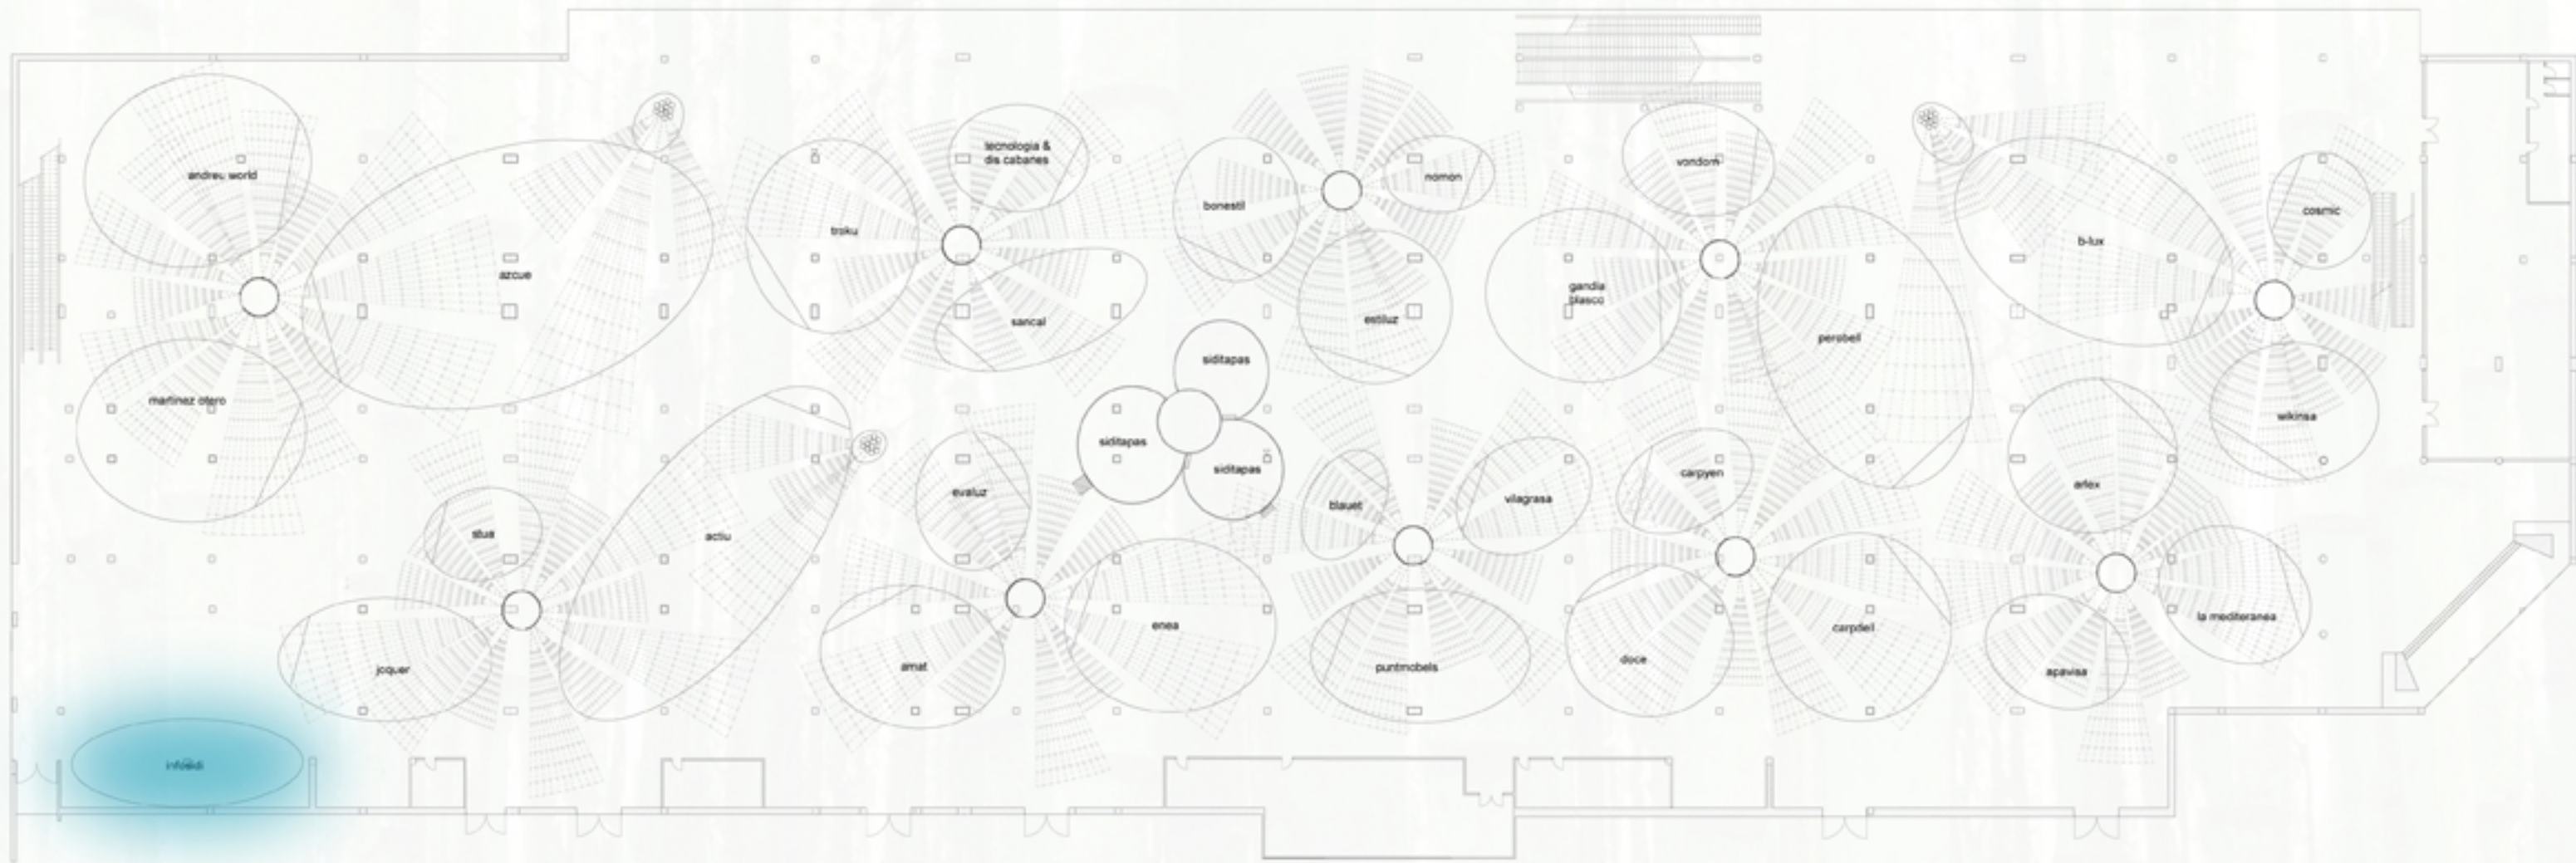 tecnologia &
dis cabanes
andreu world
vondom
nomon
bonestil
cosmic
troku
b-lux
azcue
gandia
blasco
sancal
estiluz
perobell
siditapas
martinez otero
wikinsa
siditapas
siditapas
carpyen
arlex
evaluz
vilagrasa
blauet
stua
actiu
la mediteranea
enea
carpdell
doce
amat
puntmobels
joquer
apavisa
infosidi